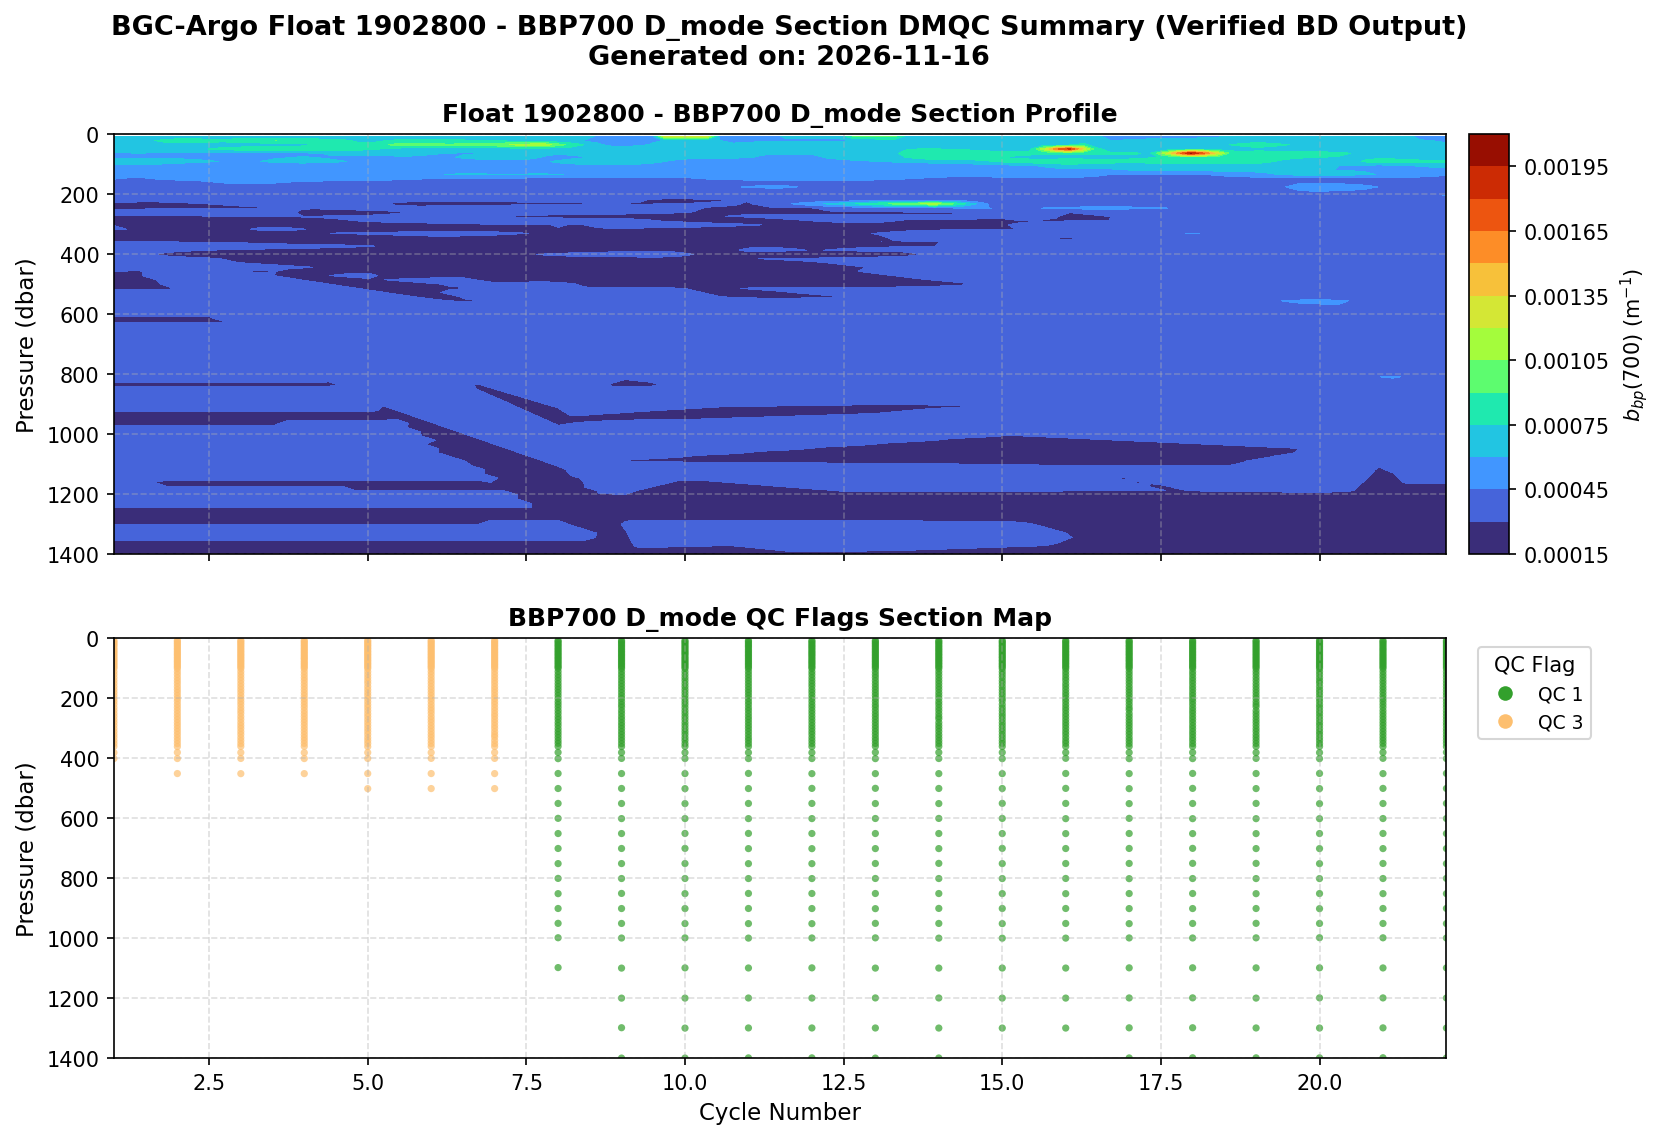 BGC-Argo Float 1902800 - BBP700 D_mode Section DMQC Summary (Verified BD Output)
Generated on: 2026-11-16
Float 1902800 - BBP700 D_mode Section Profile
Pressure (dbar)
0
200
400
600
800
1000
1200
1400
0.00195
0.00165
0.00135
0.00105
0.00075
0.00045
0.00015
b_bp(700) (m⁻¹)
BBP700 D_mode QC Flags Section Map
Pressure (dbar)
0
200
400
600
800
1000
1200
1400
2.5 5.0 7.5 10.0 12.5 15.0 17.5 20.0
Cycle Number
QC Flag
QC 1
QC 3